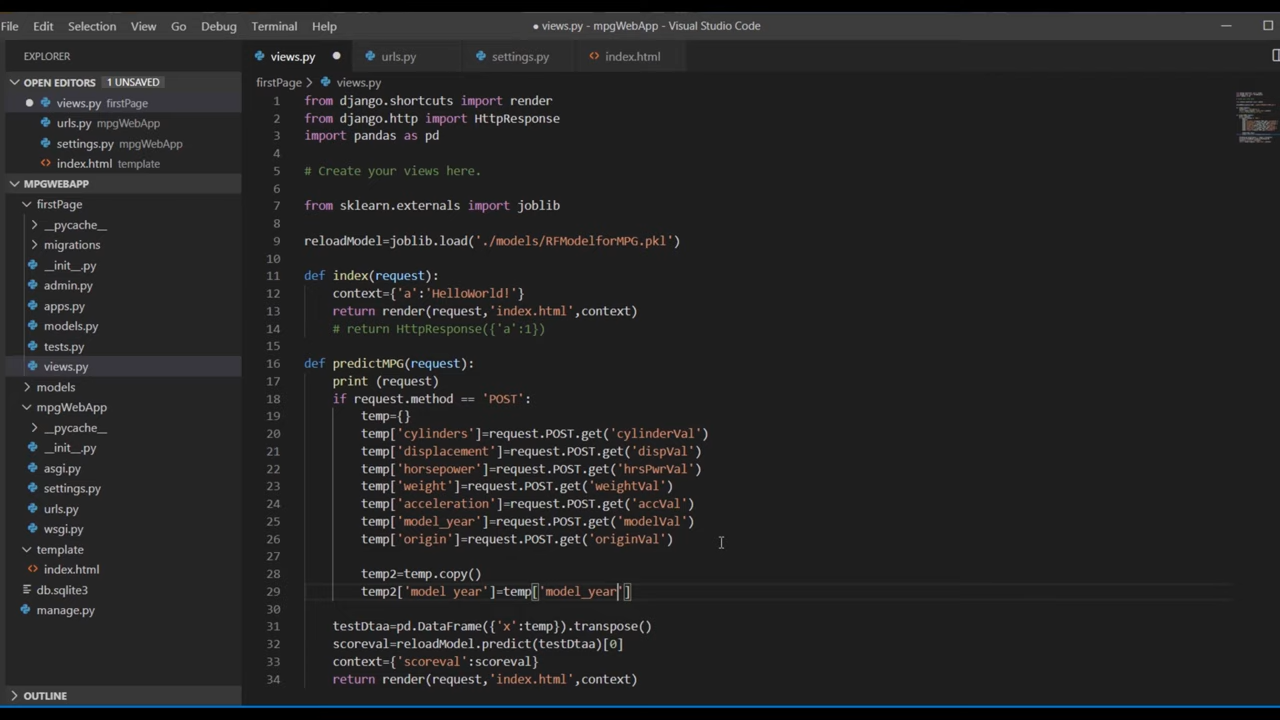 File Edit Selection View Go Debug Terminal Help ● views.py - mpgWebApp - Visual Studio Code
EXPLORER
OPEN EDITORS 1 UNSAVED
views.py firstPage
urls.py mpgWebApp
settings.py mpgWebApp
index.html template
MPGWEBAPP
firstPage
__pycache__
migrations
__init__.py
admin.py
apps.py
models.py
tests.py
views.py
models
mpgWebApp
__pycache__
__init__.py
asgi.py
settings.py
urls.py
wsgi.py
template
index.html
db.sqlite3
manage.py
OUTLINE
views.py urls.py settings.py index.html
firstPage > views.py
1 from django.shortcuts import render
2 from django.http import HttpResponse
3 import pandas as pd
4
5 # Create your views here.
6
7 from sklearn.externals import joblib
8
9 reloadModel=joblib.load('./models/RFModelforMPG.pkl')
10
11 def index(request):
12     context={'a':'HelloWorld!'}
13     return render(request,'index.html',context)
14     # return HttpResponse({'a':1})
15
16 def predictMPG(request):
17     print (request)
18     if request.method == 'POST':
19         temp={}
20         temp['cylinders']=request.POST.get('cylinderVal')
21         temp['displacement']=request.POST.get('dispVal')
22         temp['horsepower']=request.POST.get('hrsPwrVal')
23         temp['weight']=request.POST.get('weightVal')
24         temp['acceleration']=request.POST.get('accVal')
25         temp['model_year']=request.POST.get('modelVal')
26         temp['origin']=request.POST.get('originVal')
27
28         temp2=temp.copy()
29         temp2['model year']=temp['model_year']
30
31     testDtaa=pd.DataFrame({'x':temp}).transpose()
32     scoreval=reloadModel.predict(testDtaa)[0]
33     context={'scoreval':scoreval}
34     return render(request,'index.html',context)